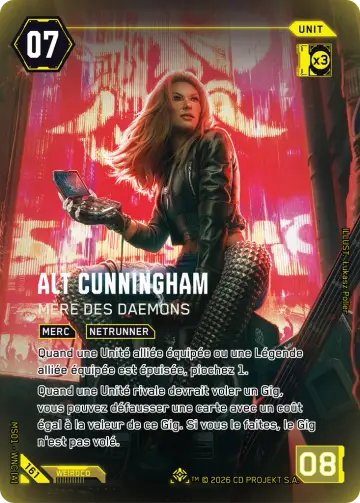 07
UNIT
x3
ILLUST. Łukasz Poller
ALT CUNNINGHAM
MÈRE DES DAEMONS
MERC NETRUNNER
Quand une Unité alliée équipée ou une Légende
alliée équipée est épuisée, piochez 1.
Quand une Unité rivale devrait voler un Gig,
vous pouvez défausser une carte avec un coût
égal à la valeur de ce Gig. Si vous le faites, le Gig
n'est pas volé.
161
WEIRDCO
™ © 2026 CD PROJEKT S.A.
08